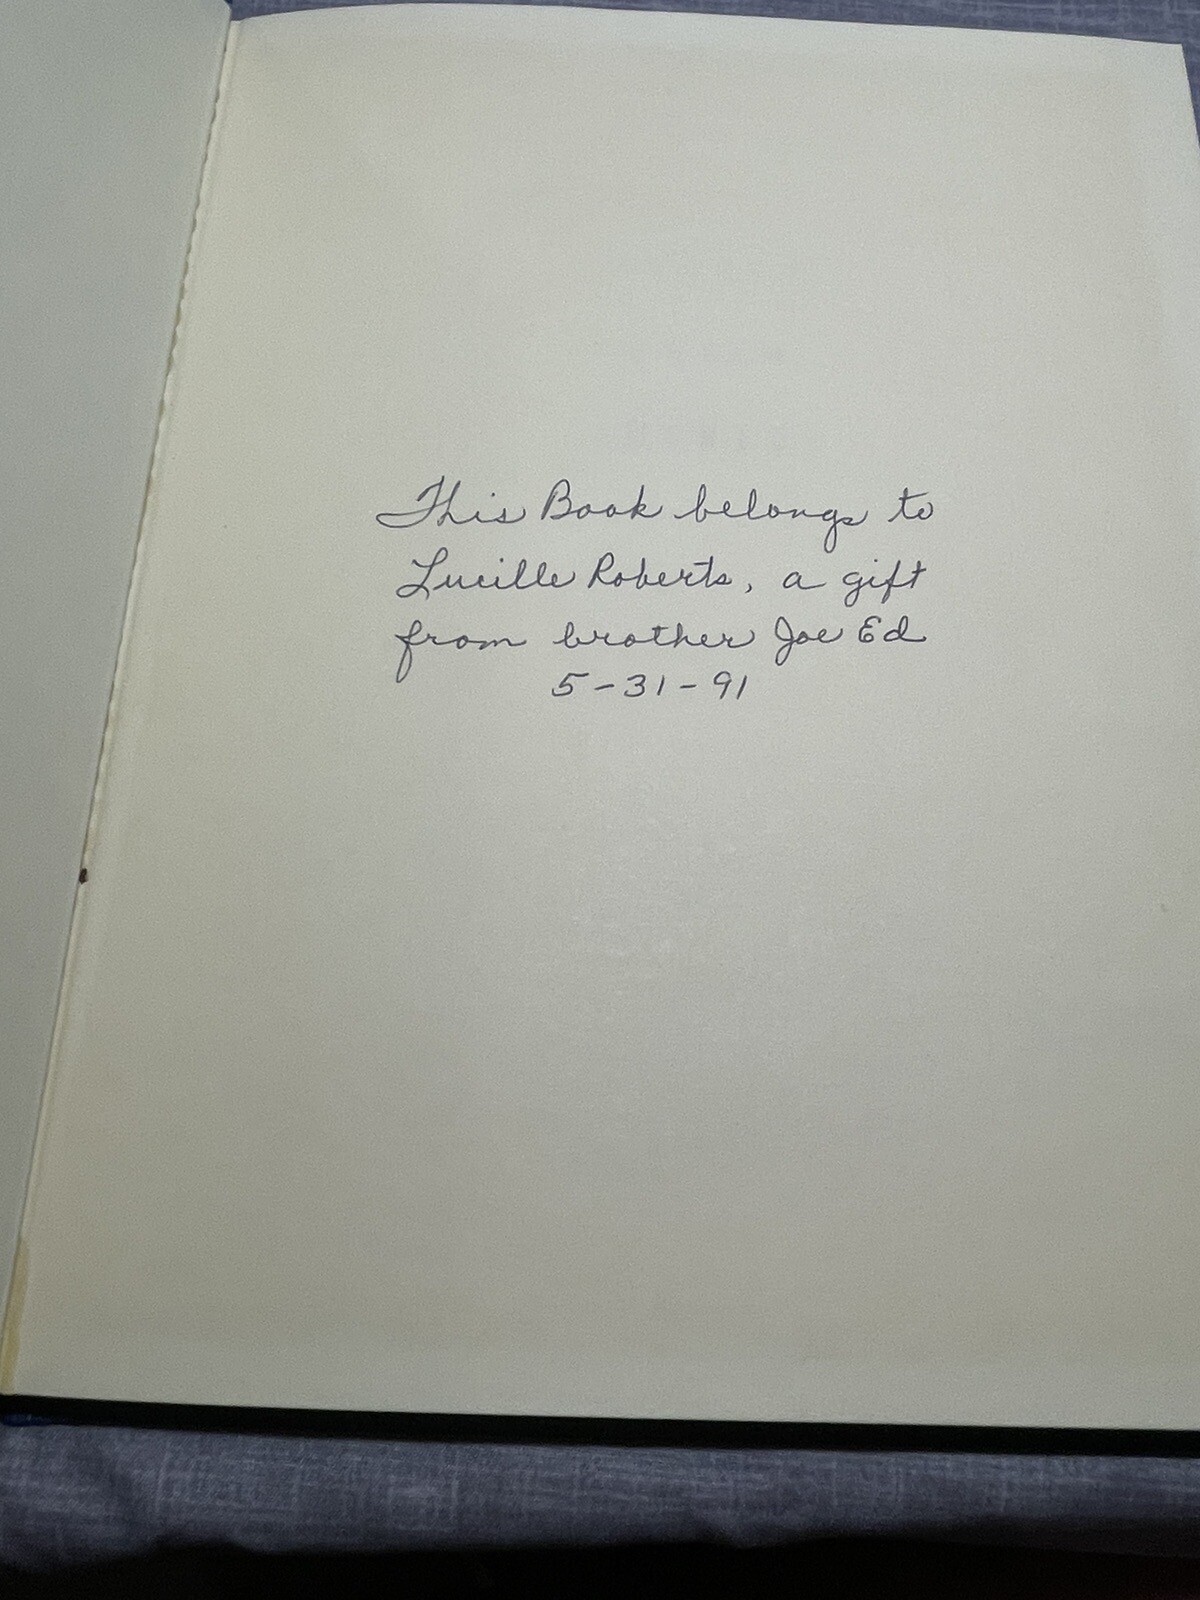 This Book belongs to
Lucille Roberts, a gift
from brother Joe Ed
5-31-91